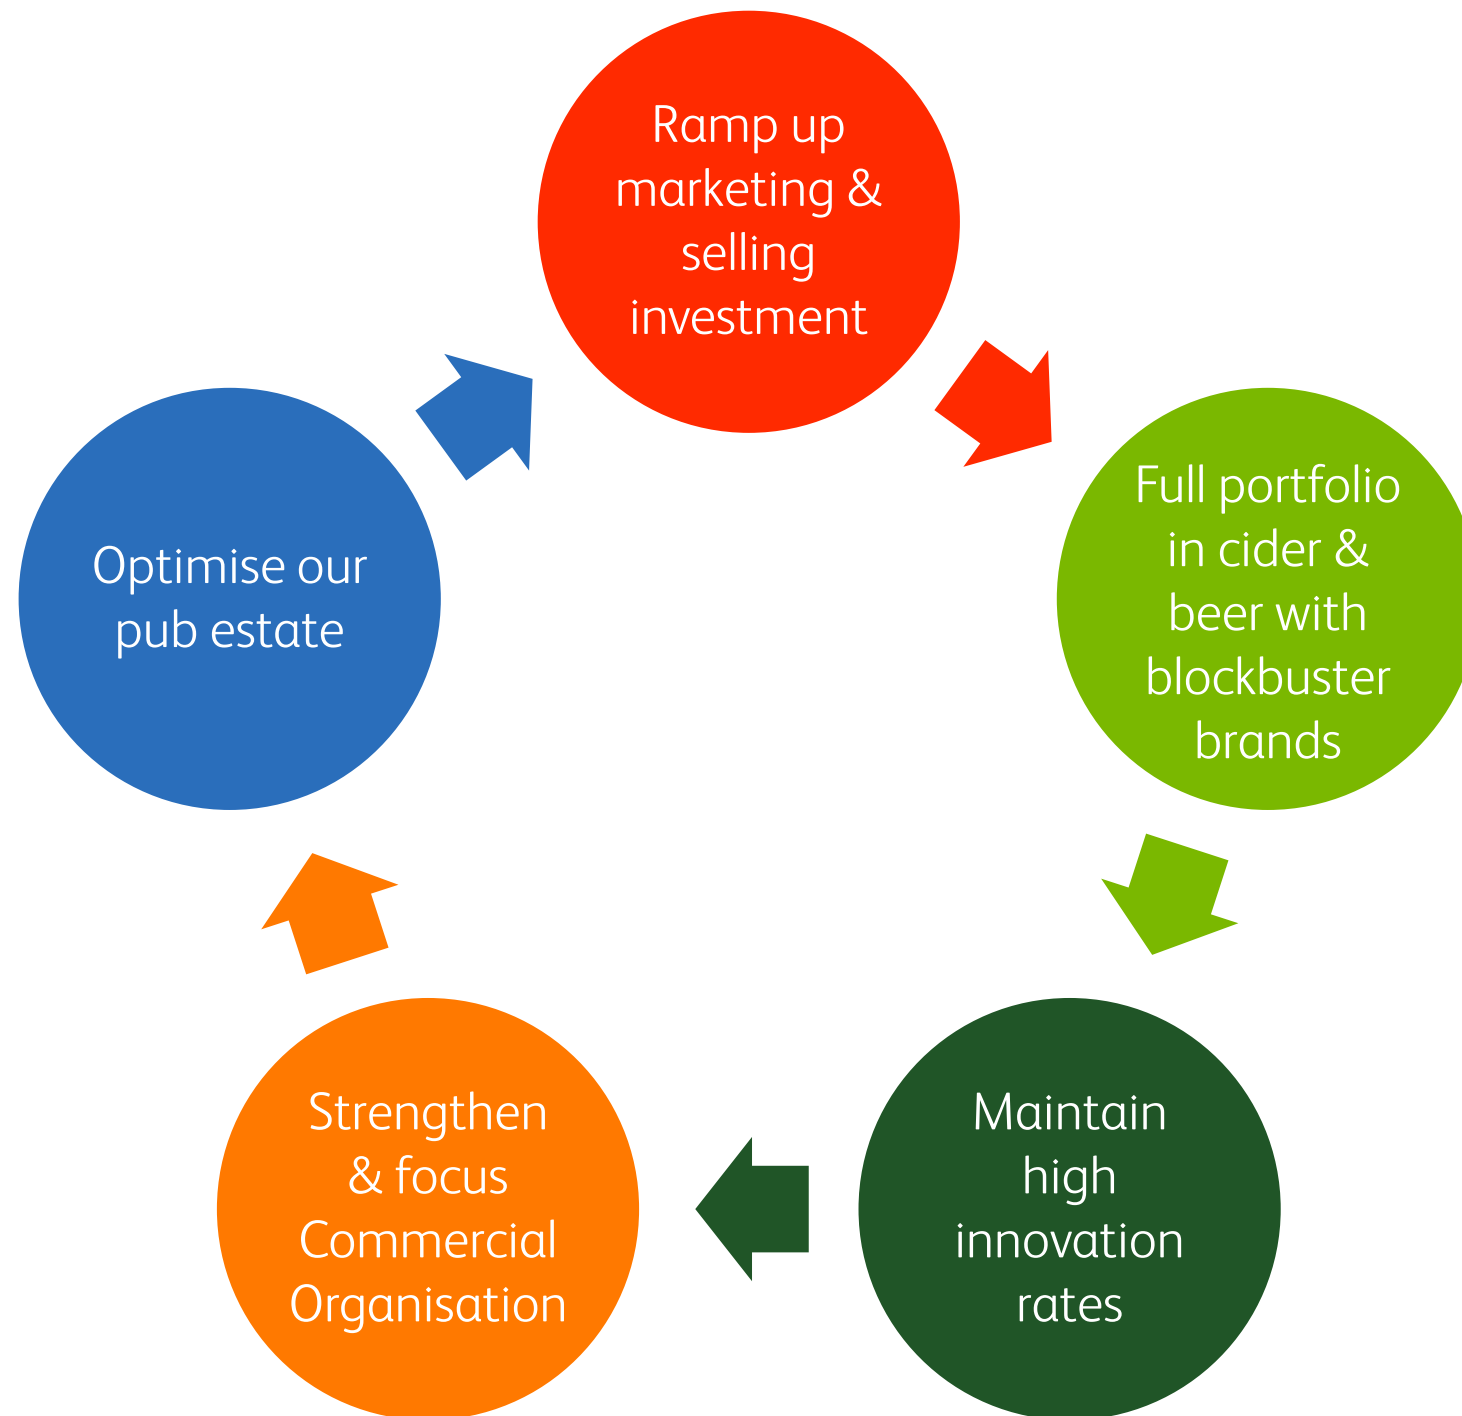 Ramp up
marketing &
selling
investment
Full portfolio
in cider &
beer with
blockbuster
brands
Maintain
high
innovation
rates
Strengthen
& focus
Commercial
Organisation
Optimise our
pub estate